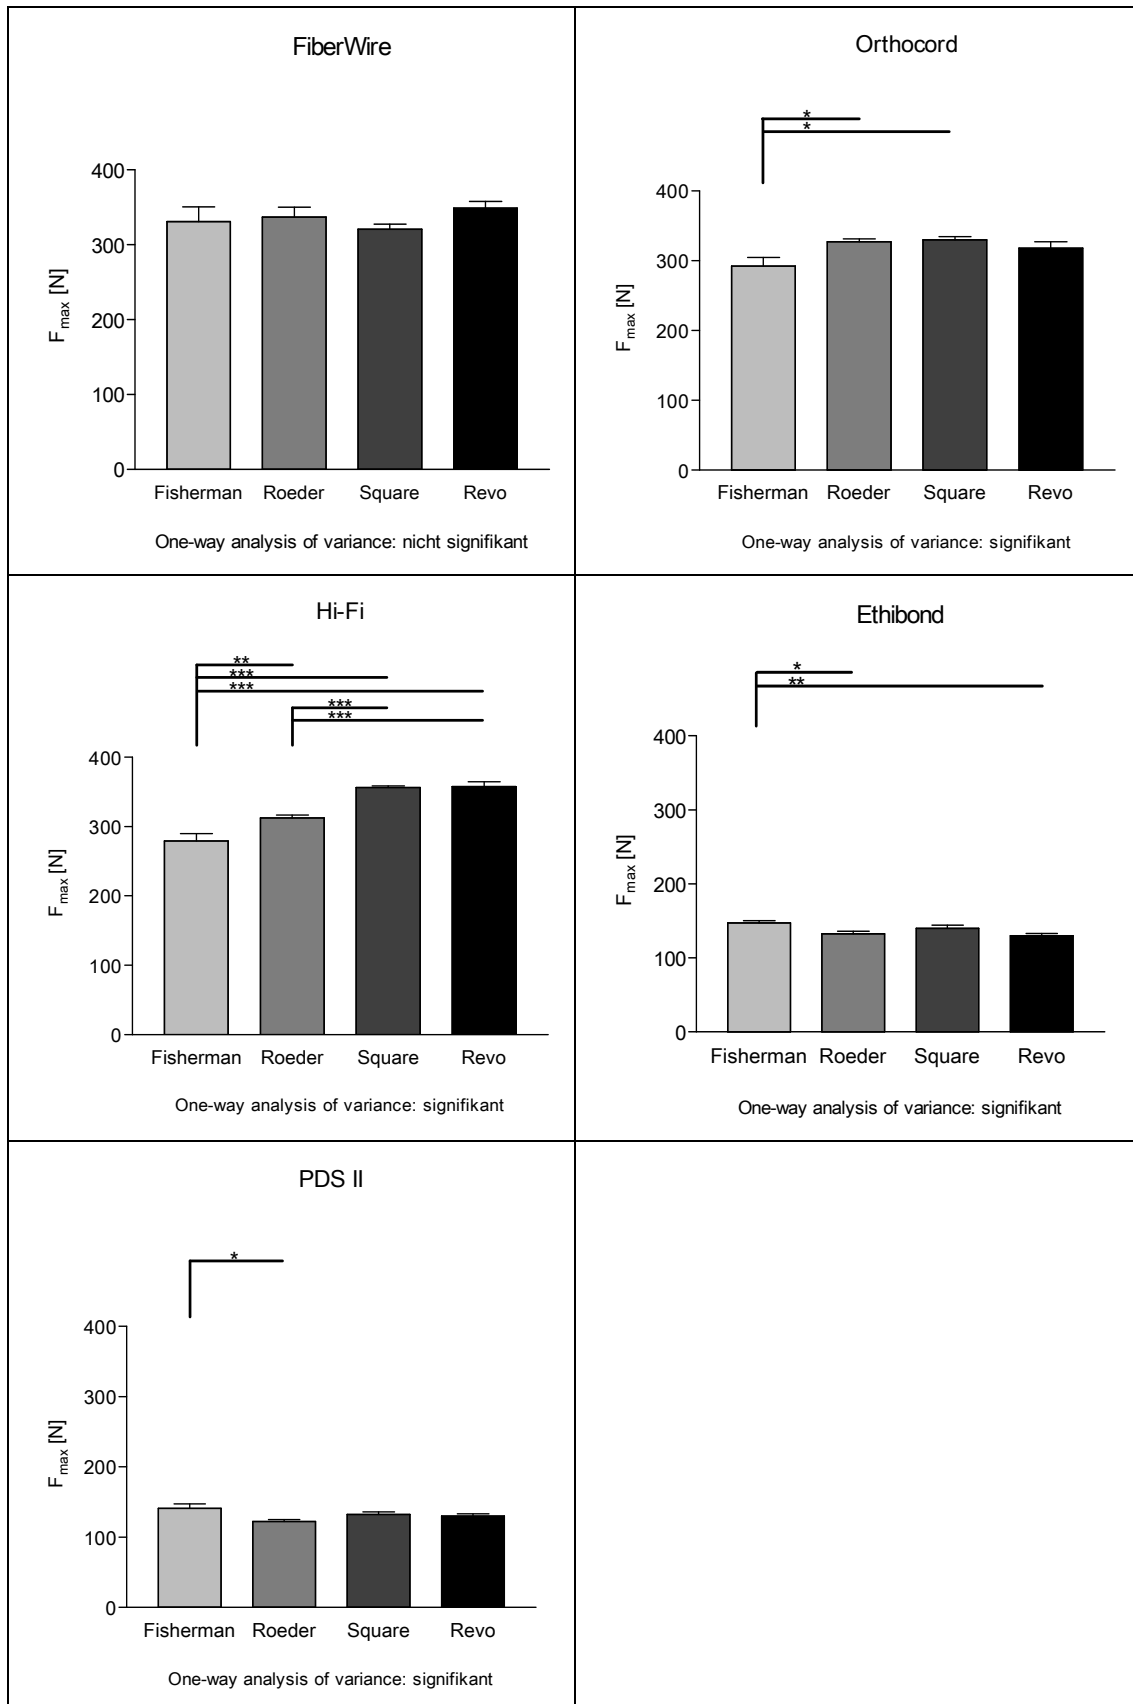 FiberWire
400
300
200
100
0
F max [N]
Fisherman Roeder Square Revo
One-way analysis of variance: nicht signifikant
Orthocord
*
*
400
300
200
100
0
F max [N]
Fisherman Roeder Square Revo
One-way analysis of variance: signifikant
Hi-Fi
**
***
***
***
***
400
300
200
100
0
F max [N]
Fisherman Roeder Square Revo
One-way analysis of variance: signifikant
Ethibond
*
**
400
300
200
100
0
F max [N]
Fisherman Roeder Square Revo
One-way analysis of variance: signifikant
PDS II
*
400
300
200
100
0
F max [N]
Fisherman Roeder Square Revo
One-way analysis of variance: signifikant